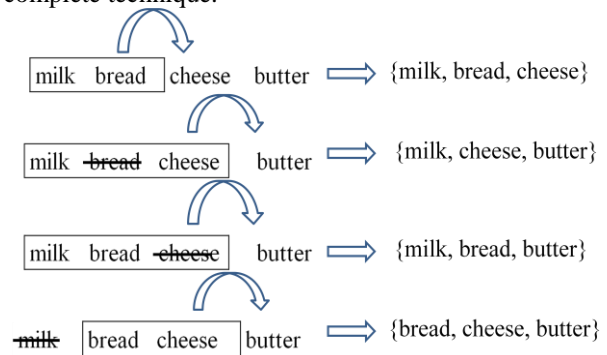 complete technique.
milk bread cheese butter {milk, bread, cheese}
milk bread cheese butter {milk, cheese, butter}
milk bread cheese butter {milk, bread, butter}
milk bread cheese butter {bread, cheese, butter}